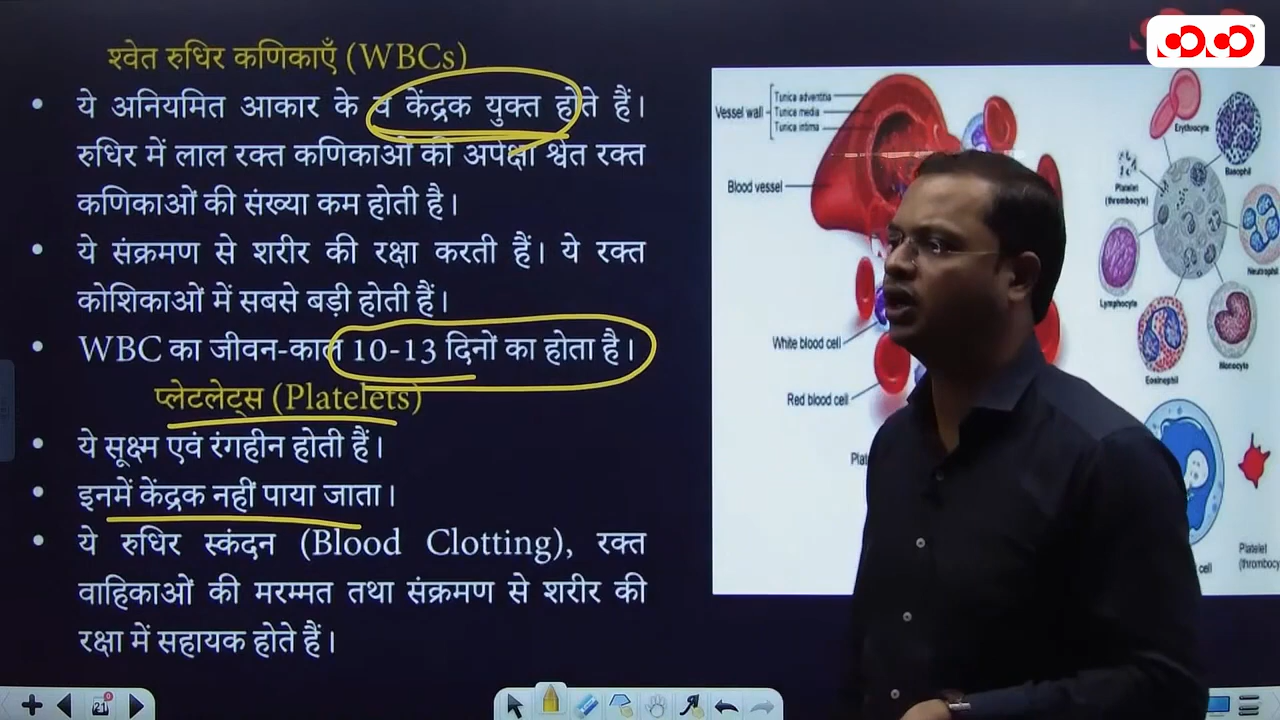 श्वेत रुधिर कणिकाएँ (WBCs)
• ये अनियमित आकार के व केंद्रक युक्त होते हैं।
रुधिर में लाल रक्त कणिकाओं की अपेक्षा श्वेत रक्त
कणिकाओं की संख्या कम होती है।
• ये संक्रमण से शरीर की रक्षा करती हैं। ये रक्त
कोशिकाओं में सबसे बड़ी होती हैं।
• WBC का जीवन-काल 10-13 दिनों का होता है।
प्लेटलेट्स (Platelets)
• ये सूक्ष्म एवं रंगहीन होती हैं।
• इनमें केंद्रक नहीं पाया जाता।
• ये रुधिर स्कंदन (Blood Clotting), रक्त
वाहिकाओं की मरम्मत तथा संक्रमण से शरीर की
रक्षा में सहायक होते हैं।
Vessel wall
Tunica adventitia
Tunica media
Tunica intima
Blood vessel
White blood cell
Red blood cell
Erythrocyte
Basophil
Platelet
(thrombocyte)
Neutrophil
Lymphocyte
Monocyte
Eosinophil
cell
Platelet
(thrombocy
21